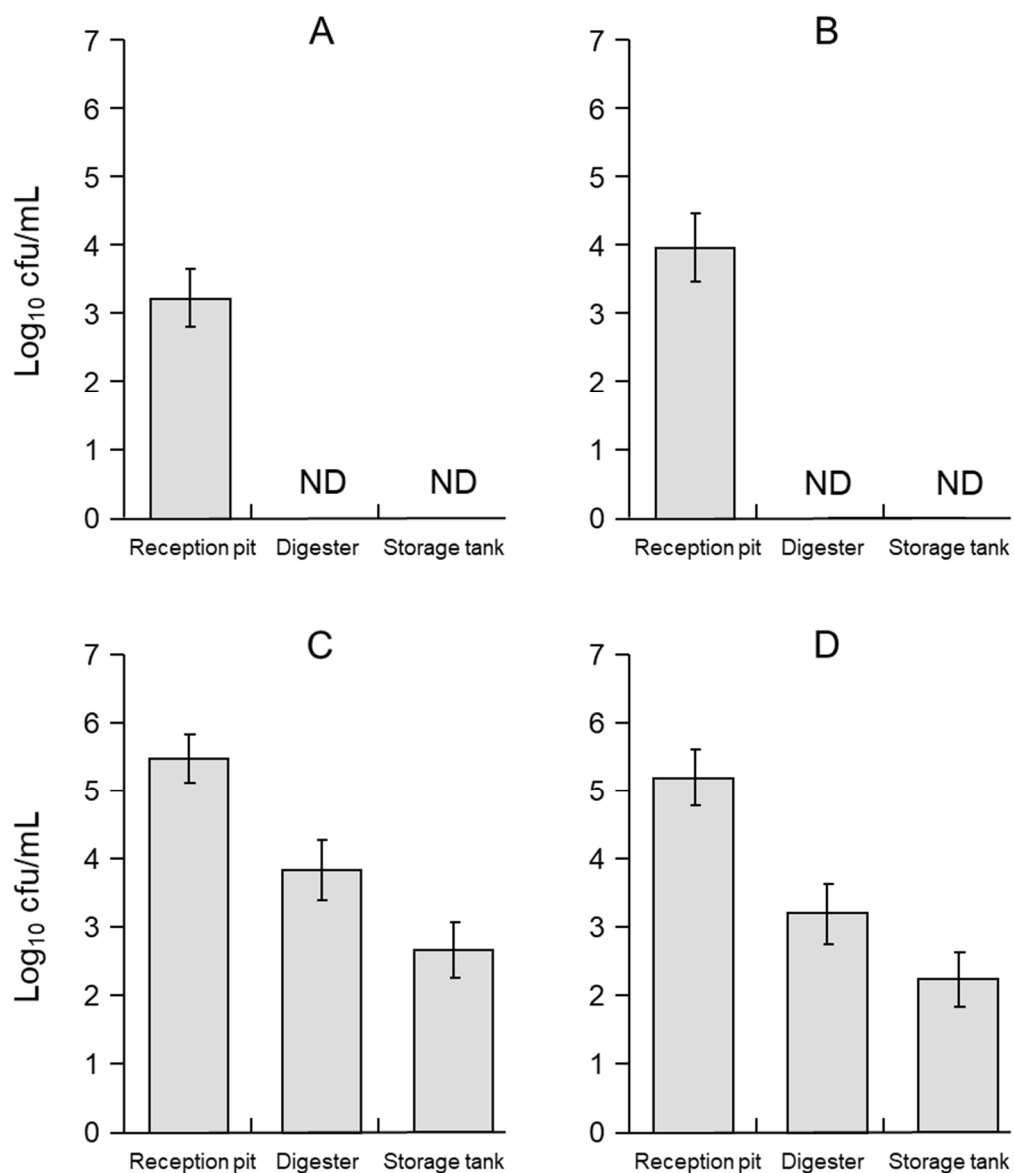 A
7
6
5
4
3
2
1
0
Log10 cfu/mL
ND
ND
Reception pit
Digester
Storage tank
B
7
6
5
4
3
2
1
0
ND
ND
Reception pit
Digester
Storage tank
C
7
6
5
4
3
2
1
0
Log10 cfu/mL
Reception pit
Digester
Storage tank
D
7
6
5
4
3
2
1
0
Reception pit
Digester
Storage tank